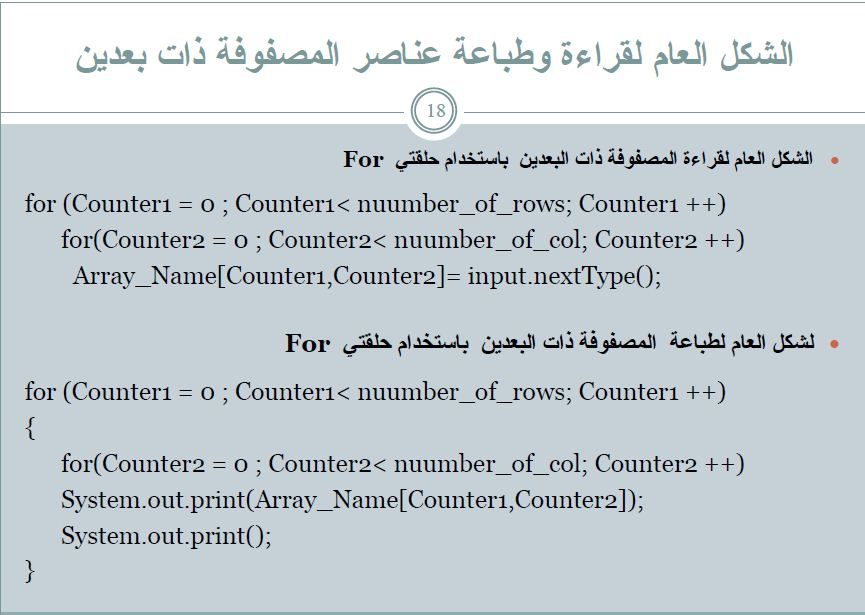 الشكل العام لقراءة وطباعة عناصر المصفوفة ذات بعدين
18
• الشكل العام لقراءة المصفوفة ذات البعدين باستخدام حلقتي For
for (Counter1 = 0 ; Counter1< nuumber_of_rows; Counter1 ++)
for(Counter2 = 0 ; Counter2< nuumber_of_col; Counter2 ++)
Array_Name[Counter1,Counter2]= input.nextType();
• لشكل العام لطباعة المصفوفة ذات البعدين باستخدام حلقتي For
for (Counter1 = 0 ; Counter1< nuumber_of_rows; Counter1 ++)
{
for(Counter2 = 0 ; Counter2< nuumber_of_col; Counter2 ++)
System.out.print(Array_Name[Counter1,Counter2]);
System.out.print();
}